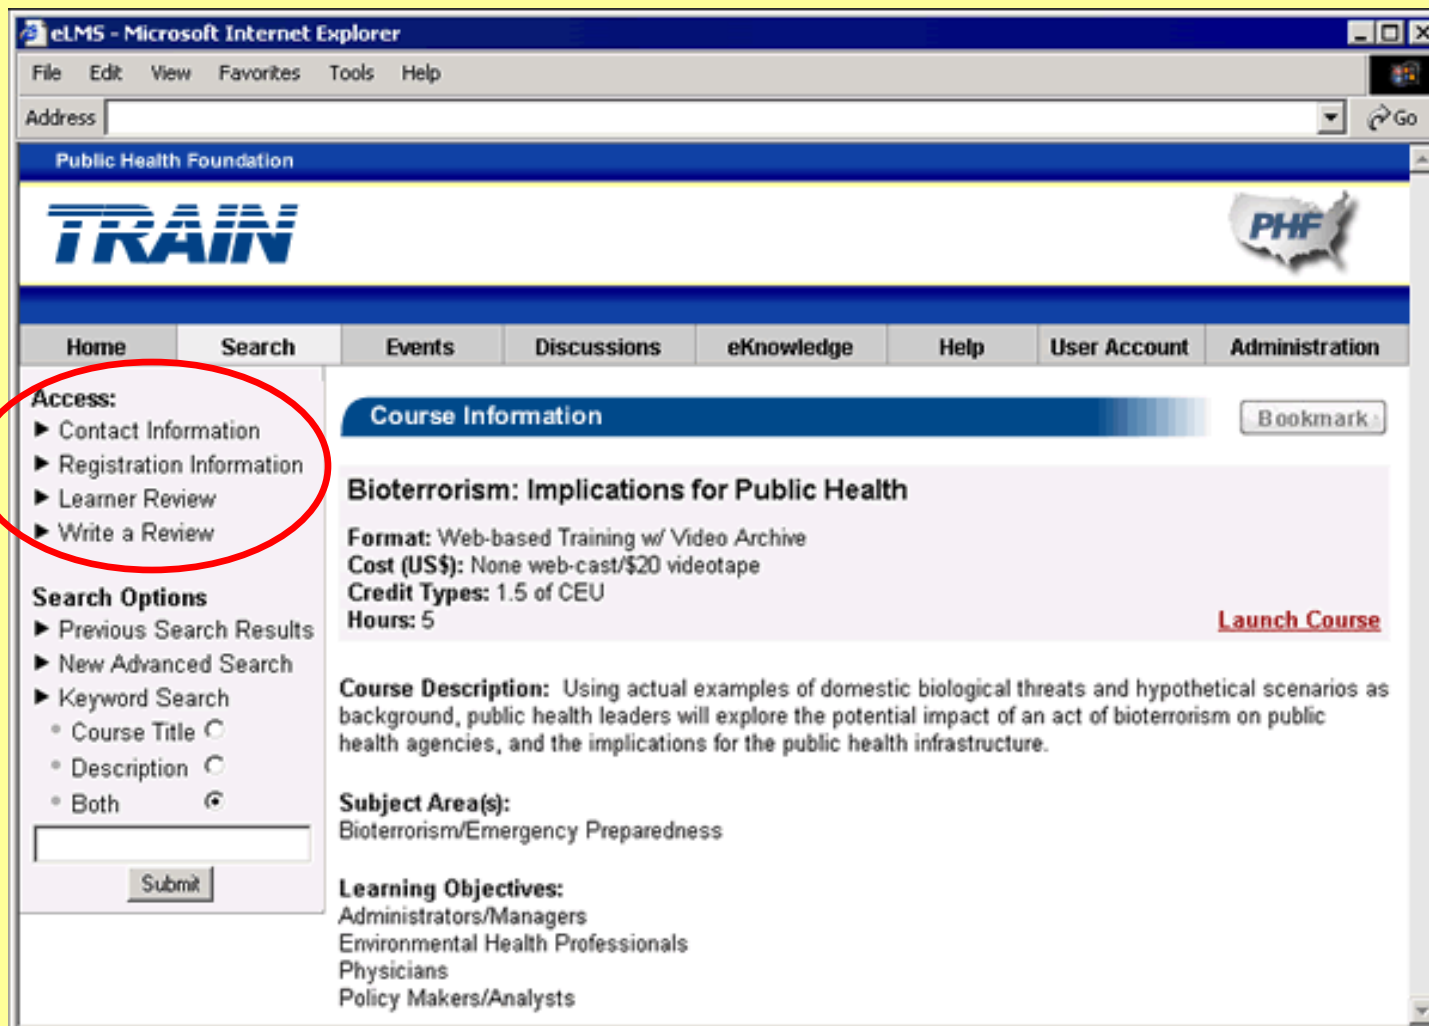 eLMS - Microsoft Internet Explorer
File Edit View Favorites Tools Help
Address Go
Public Health Foundation
TRAIN
PHF
Home Search Events Discussions eKnowledge Help User Account Administration
Access:
Contact Information
Registration Information
Learner Review
Write a Review
Search Options
Previous Search Results
New Advanced Search
Keyword Search
Course Title
Description
Both
Submit
Course Information
Bookmark
Bioterrorism: Implications for Public Health
Format: Web-based Training w/ Video Archive
Cost (US$): None web-cast/$20 videotape
Credit Types: 1.5 of CEU
Hours: 5
Launch Course
Course Description: Using actual examples of domestic biological threats and hypothetical scenarios as
background, public health leaders will explore the potential impact of an act of bioterrorism on public
health agencies, and the implications for the public health infrastructure.
Subject Area(s):
Bioterrorism/Emergency Preparedness
Learning Objectives:
Administrators/Managers
Environmental Health Professionals
Physicians
Policy Makers/Analysts